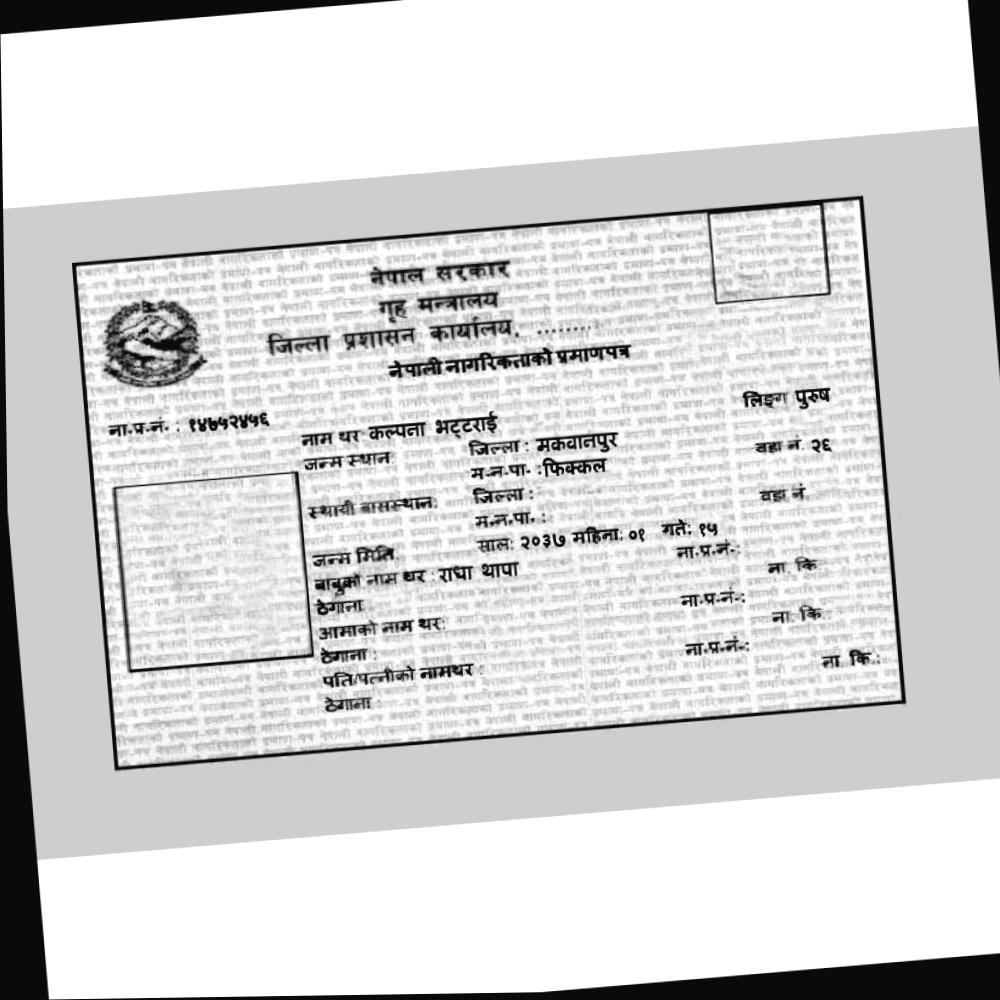 नेपाल सरकार
गृह मन्त्रालय
जिल्ला प्रशासन कार्यालय, ........
नेपाली नागरिकताको प्रमाणपत्र
ना.प्र.नं. : १४७५२४५६
लिङ्ग पुरुष
नाम थर कल्पना भट्टराई
जन्म स्थान जिल्ला : मकवानपुर वडा नं. २६
म.न.पा. :फिक्कल
स्थायी बासस्थान: जिल्ला : वडा नं
म.न.पा. :
जन्म मिति साल: २०३७ महिना: ०१ गते: १५
बाबुको नाम थर : राधा थापा ना.प्र.नं-:
ठेगाना ना. कि
आमाको नाम थर: ना.प्र.नं-:
ठेगाना : ना. कि :
पति/पत्नीको नामथर : ना.प्र.नं-:
ठेगाना : ना. कि.: